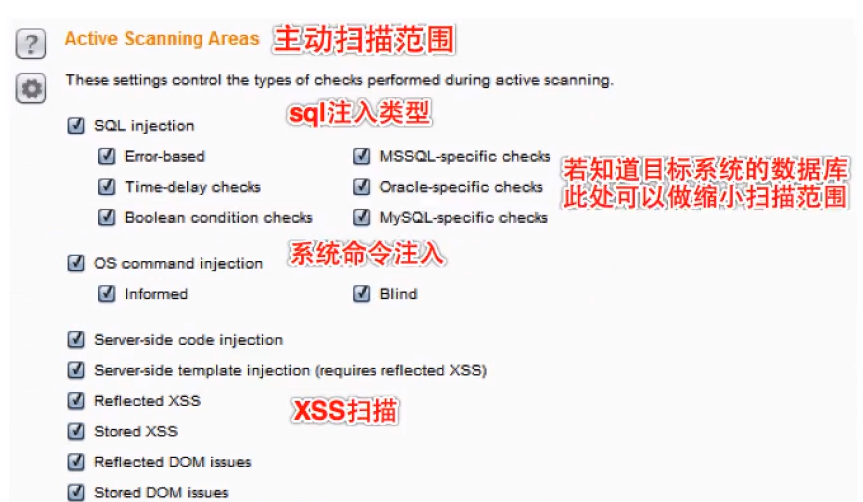 ?
Active Scanning Areas 主动扫描范围
These settings control the types of checks performed during active scanning.
sql注入类型
SQL injection
Error-based MSSQL-specific checks
若知道目标系统的数据库
Time-delay checks Oracle-specific checks
此处可以做缩小扫描范围
Boolean condition checks MySQL-specific checks
系统命令注入
OS command injection
Informed Blind
Server-side code injection
Server-side template injection (requires reflected XSS)
Reflected XSS
XSS扫描
Stored XSS
Reflected DOM issues
Stored DOM issues